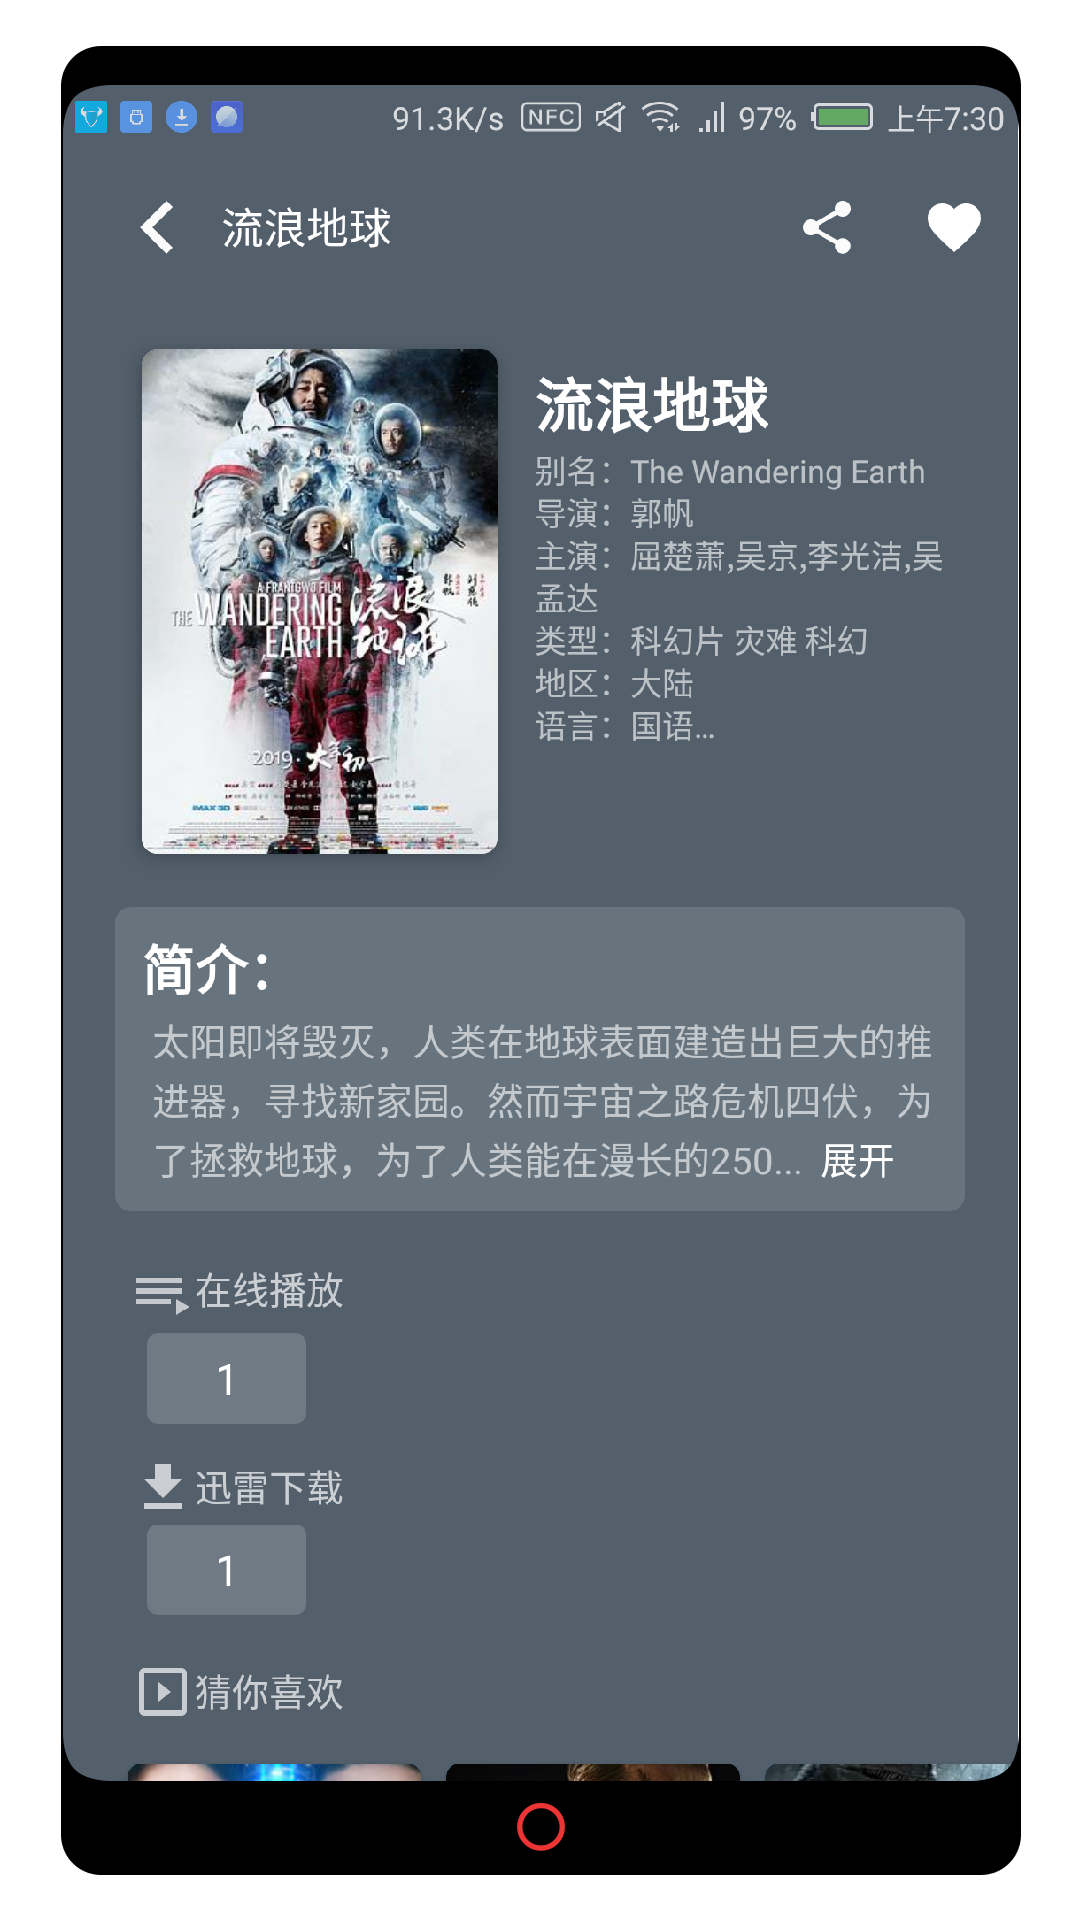 91.3K/s NFC 97% 上午7:30
流浪地球
A FRANTGWO FILM
THE WANDERING
EARTH
流浪
地球
2019·大年初一
IMAX 3D
流浪地球
别名：The Wandering Earth
导演：郭帆
主演：屈楚萧,吴京,李光洁,吴
孟达
类型：科幻片 灾难 科幻
地区：大陆
语言：国语...
简介：
太阳即将毁灭，人类在地球表面建造出巨大的推
进器，寻找新家园。然而宇宙之路危机四伏，为
了拯救地球，为了人类能在漫长的250... 展开
在线播放
1
迅雷下载
1
猜你喜欢